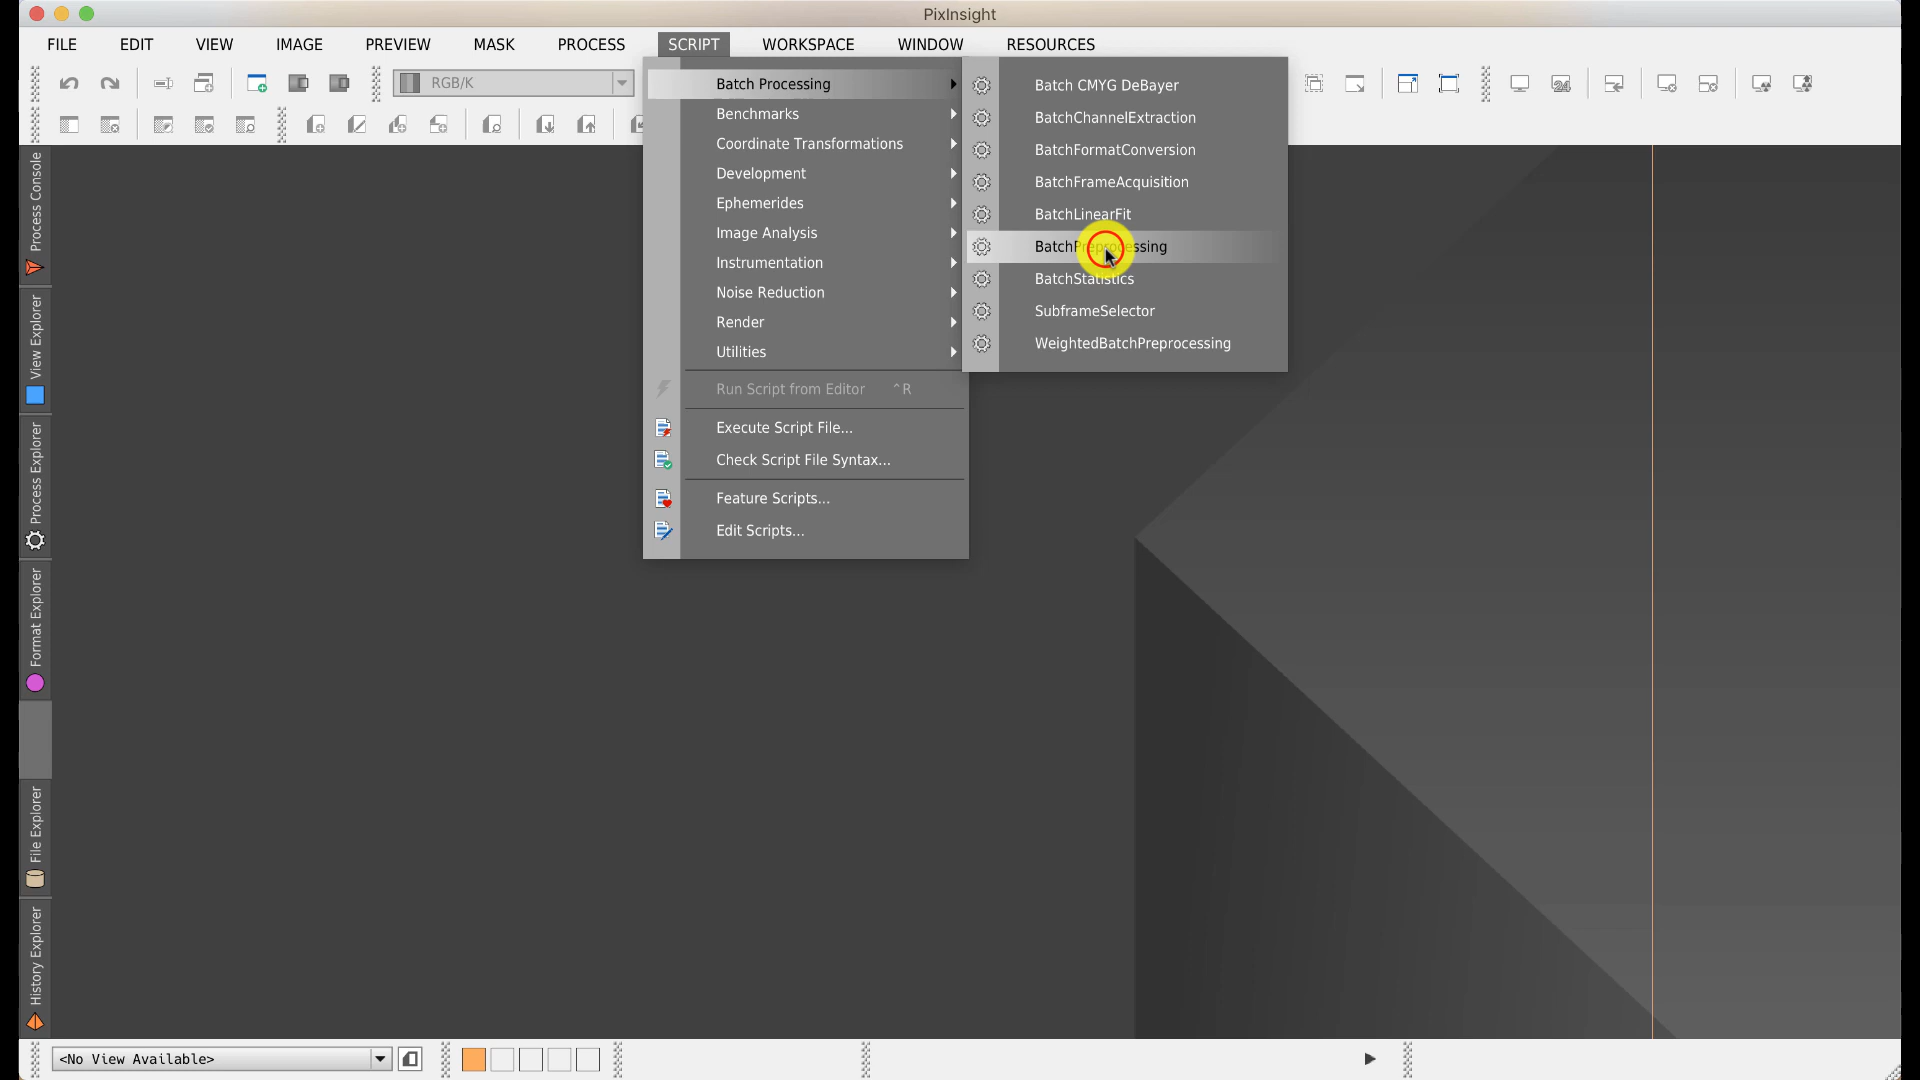 PixInsight
FILE EDIT VIEW IMAGE PREVIEW MASK PROCESS SCRIPT WORKSPACE WINDOW RESOURCES
RGB/K
24
Batch Processing
Benchmarks
Coordinate Transformations
Development
Ephemerides
Image Analysis
Instrumentation
Noise Reduction
Render
Utilities
Run Script from Editor ^R
Execute Script File...
Check Script File Syntax...
Feature Scripts...
Edit Scripts...
Batch CMYG DeBayer
BatchChannelExtraction
BatchFormatConversion
BatchFrameAcquisition
BatchLinearFit
BatchPreprocessing
BatchStatistics
SubframeSelector
WeightedBatchPreprocessing
Process Console
View Explorer
Process Explorer
Format Explorer
File Explorer
History Explorer
<No View Available>